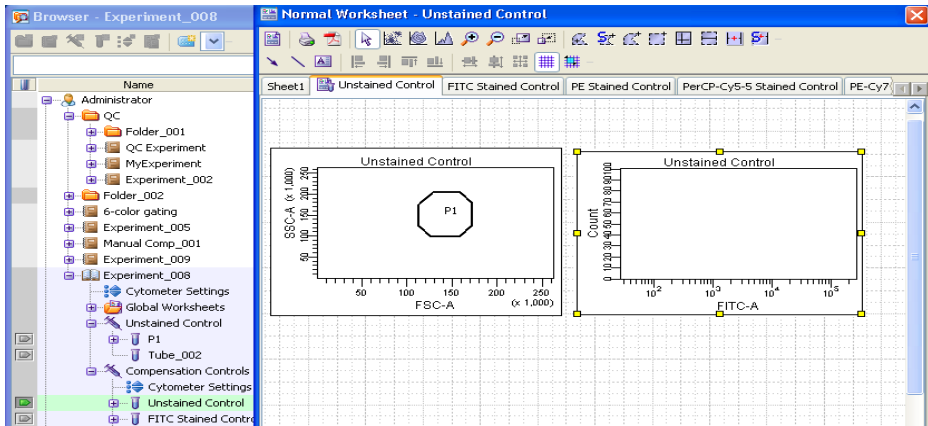 Browser - Experiment_008
Name
Administrator
QC
Folder_001
QC Experiment
MyExperiment
Experiment_002
Folder_002
6-color gating
Experiment_005
Manual Comp_001
Experiment_009
Experiment_008
Cytometer Settings
Global Worksheets
Unstained Control
P1
Tube_002
Compensation Controls
Cytometer Settings
Unstained Control
FITC Stained Contro
Normal Worksheet - Unstained Control
Sheet1 Unstained Control FITC Stained Control PE Stained Control PerCP-Cy5-5 Stained Control PE-Cy7
Unstained Control
SSC-A (x 1,000)
50 100 150 200 250
P1
50 100 150 200 250
(x 1,000)
FSC-A
Unstained Control
Count
0 10 20 30 40 50 60 70 80 90 100
10² 10³ 10⁴ 10⁵
FITC-A